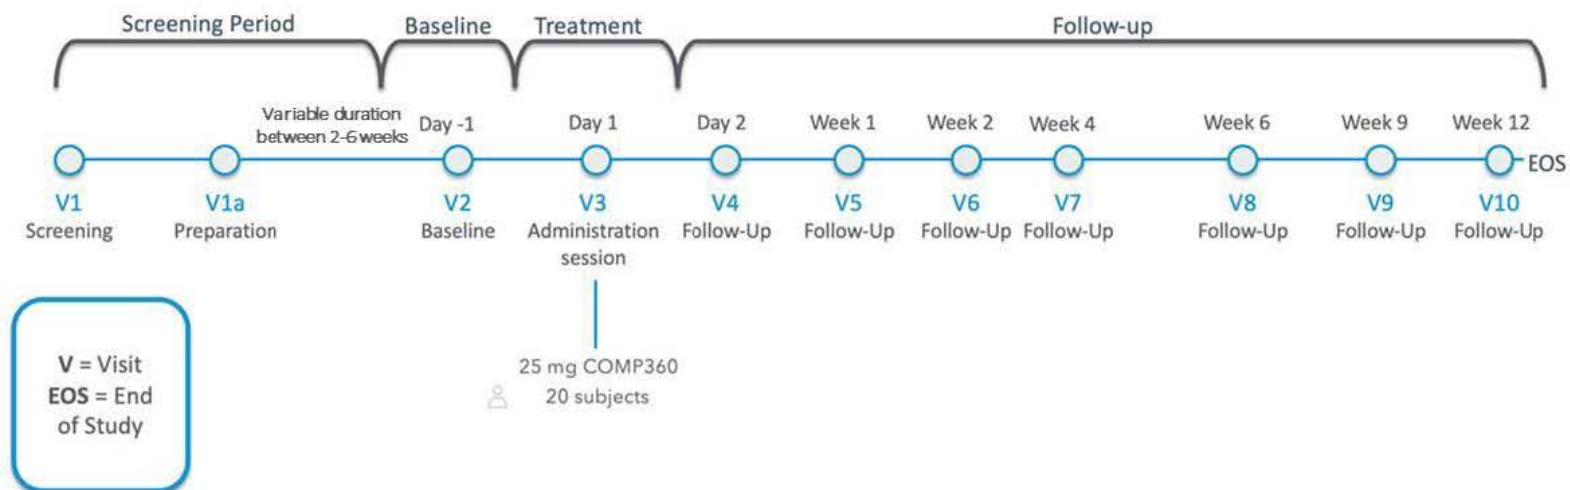 Screening Period
Baseline
Treatment
Follow-up
Variable duration
between 2-6 weeks
Day -1
Day 1
Day 2
Week 1
Week 2
Week 4
Week 6
Week 9
Week 12
EOS
V1
V1a
V2
V3
V4
V5
V6
V7
V8
V9
V10
Screening
Preparation
Baseline
Administration
session
Follow-Up
Follow-Up
Follow-Up
Follow-Up
Follow-Up
Follow-Up
Follow-Up
25 mg COMP360
20 subjects
V = Visit
EOS = End
of Study